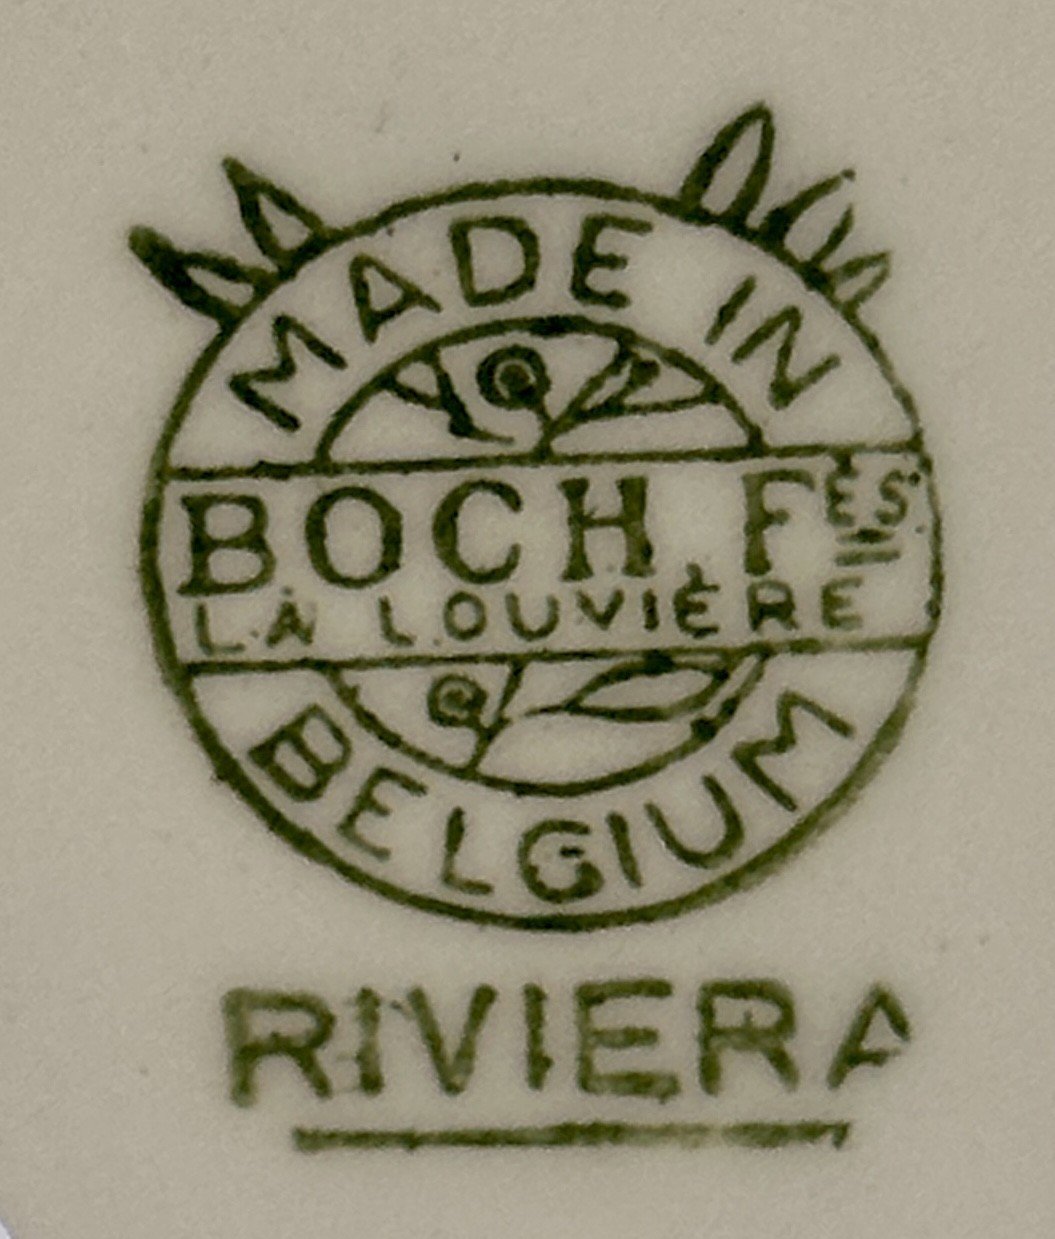 MADE IN
BOCH Fes.
LA LOUVIÈRE
BELGIUM
RIVIERA